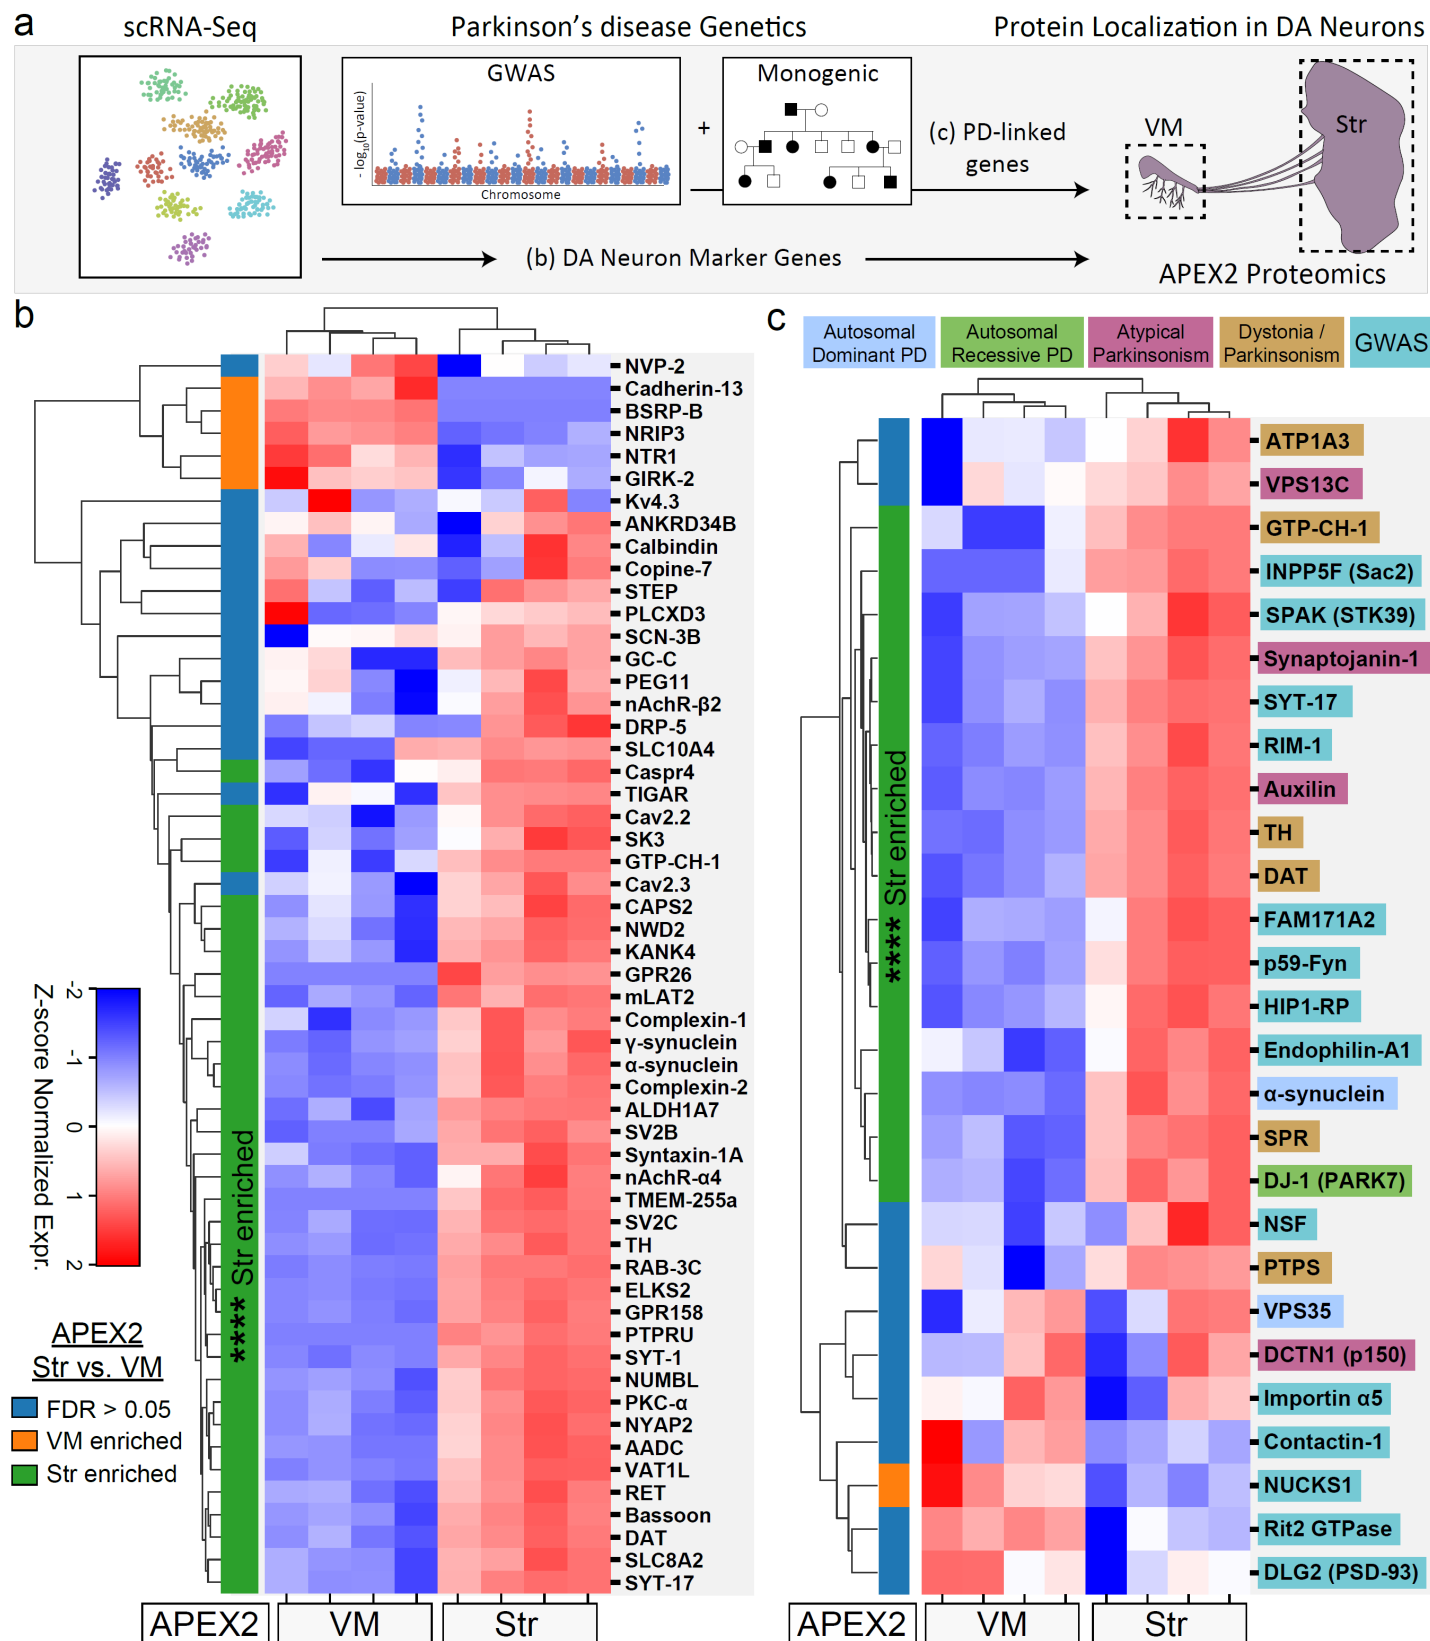 a
scRNA-Seq
Parkinson's disease Genetics
Protein Localization in DA Neurons
GWAS
- log10(p-value)
Chromosome
+
Monogenic
(c) PD-linked
genes
VM
Str
(b) DA Neuron Marker Genes
APEX2 Proteomics
b
NVP-2
Cadherin-13
BSRP-B
NRIP3
NTR1
GIRK-2
Kv4.3
ANKRD34B
Calbindin
Copine-7
STEP
PLCXD3
SCN-3B
GC-C
PEG11
nAchR-β2
DRP-5
SLC10A4
Caspr4
TIGAR
Cav2.2
SK3
GTP-CH-1
Cav2.3
CAPS2
NWD2
KANK4
GPR26
mLAT2
Complexin-1
γ-synuclein
α-synuclein
Complexin-2
ALDH1A7
SV2B
Syntaxin-1A
nAchR-α4
TMEM-255a
SV2C
TH
RAB-3C
ELKS2
GPR158
PTPRU
SYT-1
NUMBL
PKC-α
NYAP2
AADC
VAT1L
RET
Bassoon
DAT
SLC8A2
SYT-17
**** Str enriched
Z-score Normalized Expr.
-2
-1
0
1
2
APEX2
Str vs. VM
FDR > 0.05
VM enriched
Str enriched
APEX2
VM
Str
c
Autosomal
Dominant PD
Autosomal
Recessive PD
Atypical
Parkinsonism
Dystonia /
Parkinsonism
GWAS
ATP1A3
VPS13C
GTP-CH-1
INPP5F (Sac2)
SPAK (STK39)
Synaptojanin-1
SYT-17
RIM-1
Auxilin
TH
DAT
FAM171A2
p59-Fyn
HIP1-RP
Endophilin-A1
α-synuclein
SPR
DJ-1 (PARK7)
NSF
PTPS
VPS35
DCTN1 (p150)
Importin α5
Contactin-1
NUCKS1
Rit2 GTPase
DLG2 (PSD-93)
**** Str enriched
APEX2
VM
Str